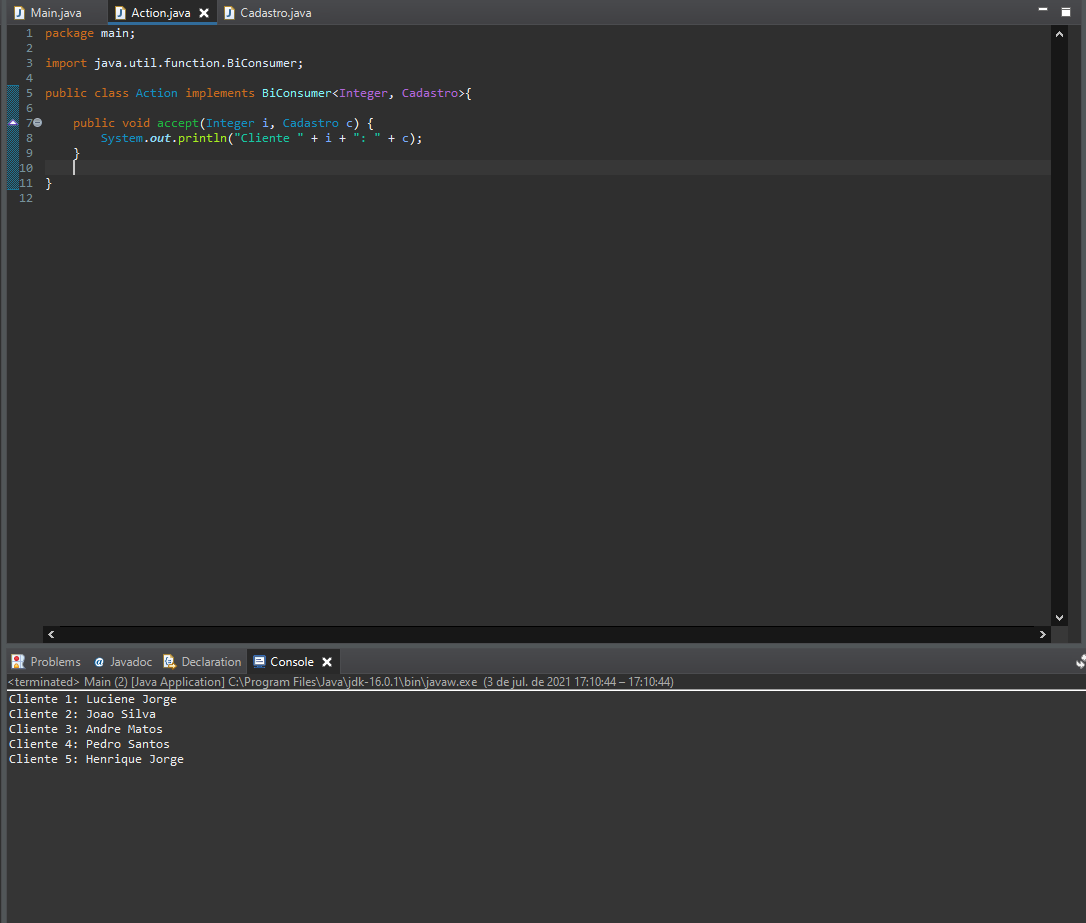 Main.java Action.java Cadastro.java
1 package main;
2
3 import java.util.function.BiConsumer;
4
5 public class Action implements BiConsumer<Integer, Cadastro>{
6
7 public void accept(Integer i, Cadastro c) {
8 System.out.println("Cliente " + i + ": " + c);
9 }
10
11 }
12
Problems Javadoc Declaration Console
<terminated> Main (2) [Java Application] C:\Program Files\Java\jdk-16.0.1\bin\javaw.exe (3 de jul. de 2021 17:10:44 – 17:10:44)
Cliente 1: Luciene Jorge
Cliente 2: Joao Silva
Cliente 3: Andre Matos
Cliente 4: Pedro Santos
Cliente 5: Henrique Jorge